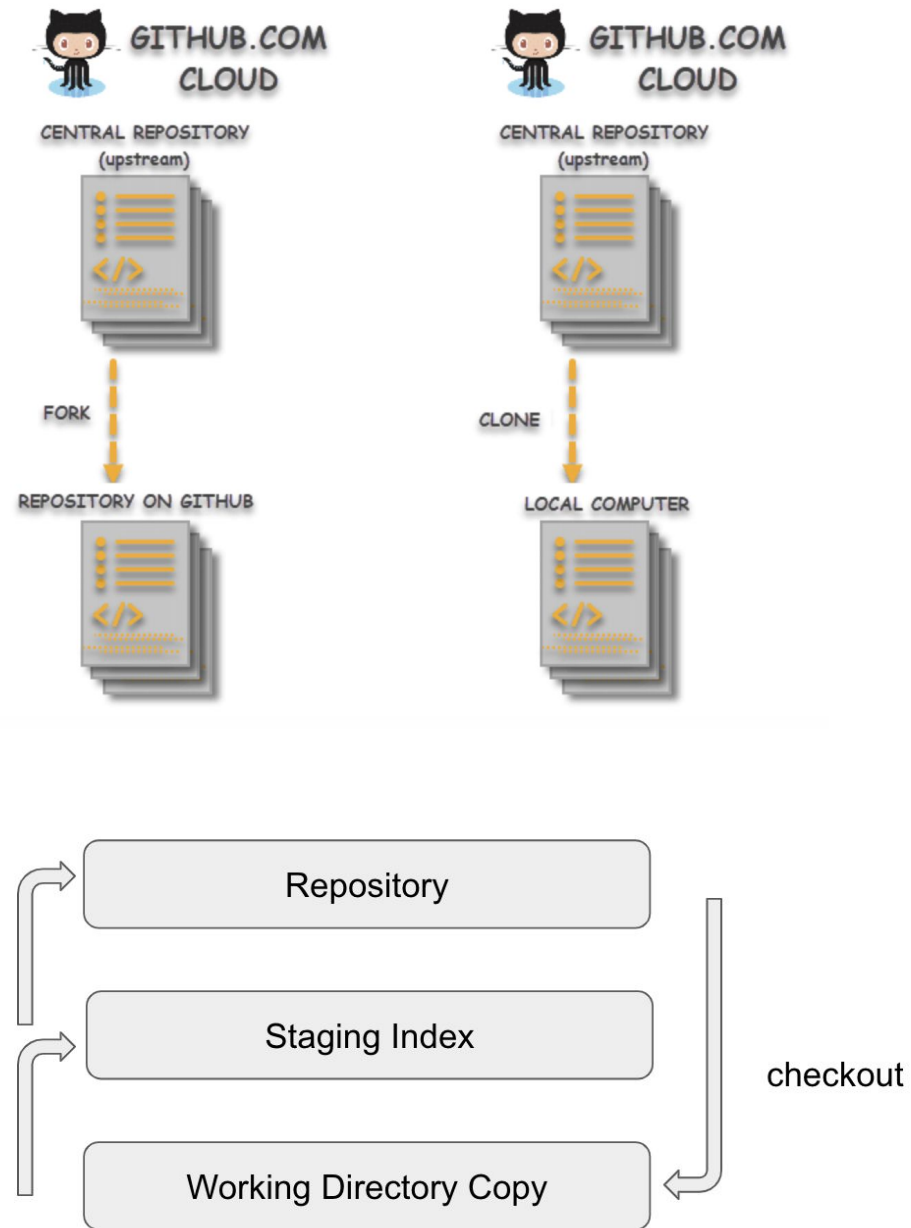 GITHUB.COM
CLOUD
CENTRAL REPOSITORY
(upstream)
</>
FORK
REPOSITORY ON GITHUB
</>
GITHUB.COM
CLOUD
CENTRAL REPOSITORY
(upstream)
</>
CLONE
LOCAL COMPUTER
</>
Repository
Staging Index
checkout
Working Directory Copy